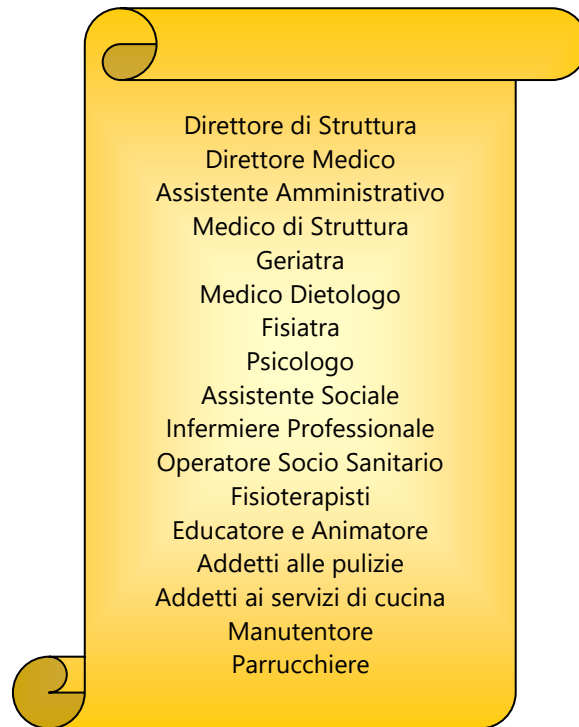 Direttore di Struttura
Direttore Medico
Assistente Amministrativo
Medico di Struttura
Geriatra
Medico Dietologo
Fisiatra
Psicologo
Assistente Sociale
Infermiere Professionale
Operatore Socio Sanitario
Fisioterapisti
Educatore e Animatore
Addetti alle pulizie
Addetti ai servizi di cucina
Manutentore
Parrucchiere